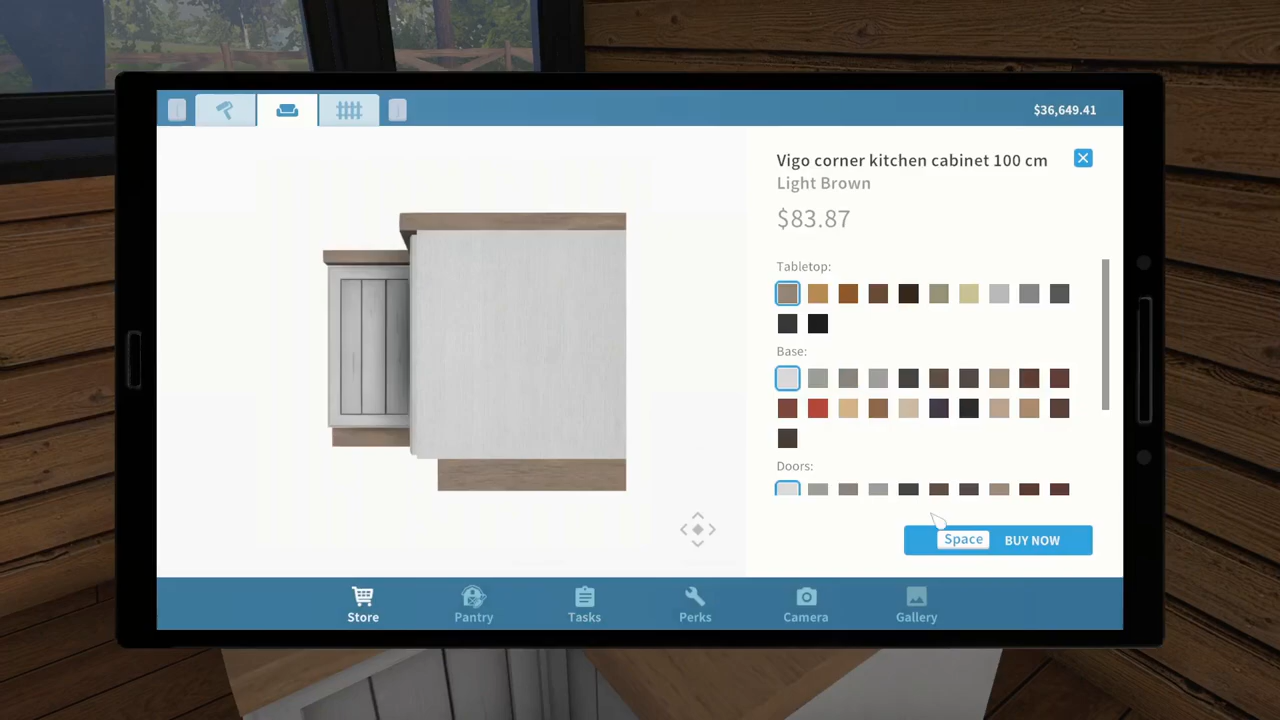 $36,649.41
Vigo corner kitchen cabinet 100 cm
Light Brown
$83.87
Tabletop:
Base:
Doors:
Space BUY NOW
Store Pantry Tasks Perks Camera Gallery